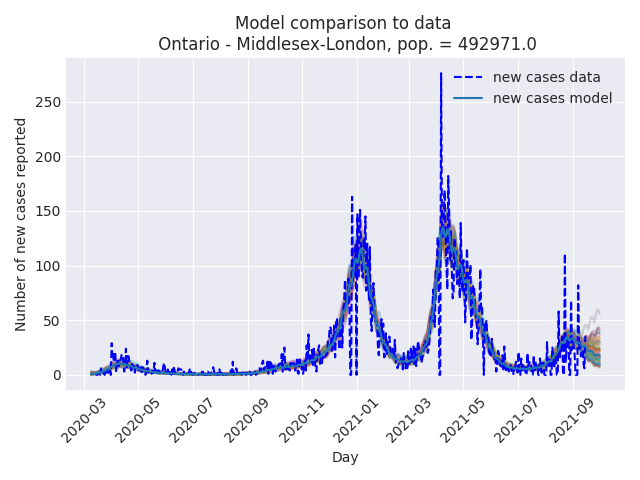 Model comparison to data
Ontario - Middlesex-London, pop. = 492971.0
new cases data
new cases model
Number of new cases reported
250
200
150
100
50
0
2020-03
2020-05
2020-07
2020-09
2020-11
2021-01
2021-03
2021-05
2021-07
2021-09
Day